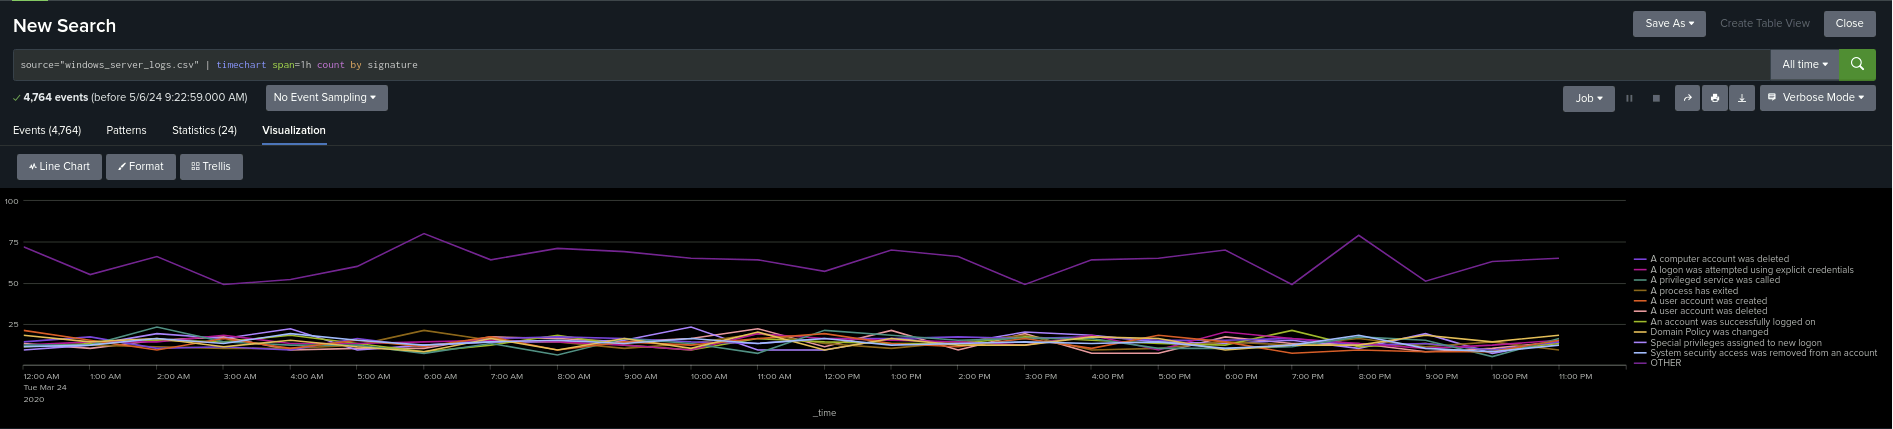 New Search
Save As
Create Table View
Close
source="windows_server_logs.csv" | timechart span=1h count by signature
All time
4,764 events (before 5/6/24 9:22:59.000 AM)
No Event Sampling
Job
Verbose Mode
Events (4,764)
Patterns
Statistics (24)
Visualization
Line Chart
Format
Trellis
100
75
50
25
12:00 AM
Tue Mar 24
2020
1:00 AM
2:00 AM
3:00 AM
4:00 AM
5:00 AM
6:00 AM
7:00 AM
8:00 AM
9:00 AM
10:00 AM
11:00 AM
12:00 PM
1:00 PM
2:00 PM
3:00 PM
4:00 PM
5:00 PM
6:00 PM
7:00 PM
8:00 PM
9:00 PM
10:00 PM
11:00 PM
_time
A computer account was deleted
A logon was attempted using explicit credentials
A privileged service was called
A process has exited
A user account was created
A user account was deleted
An account was successfully logged on
Domain Policy was changed
Special privileges assigned to new logon
System security access was removed from an account
OTHER